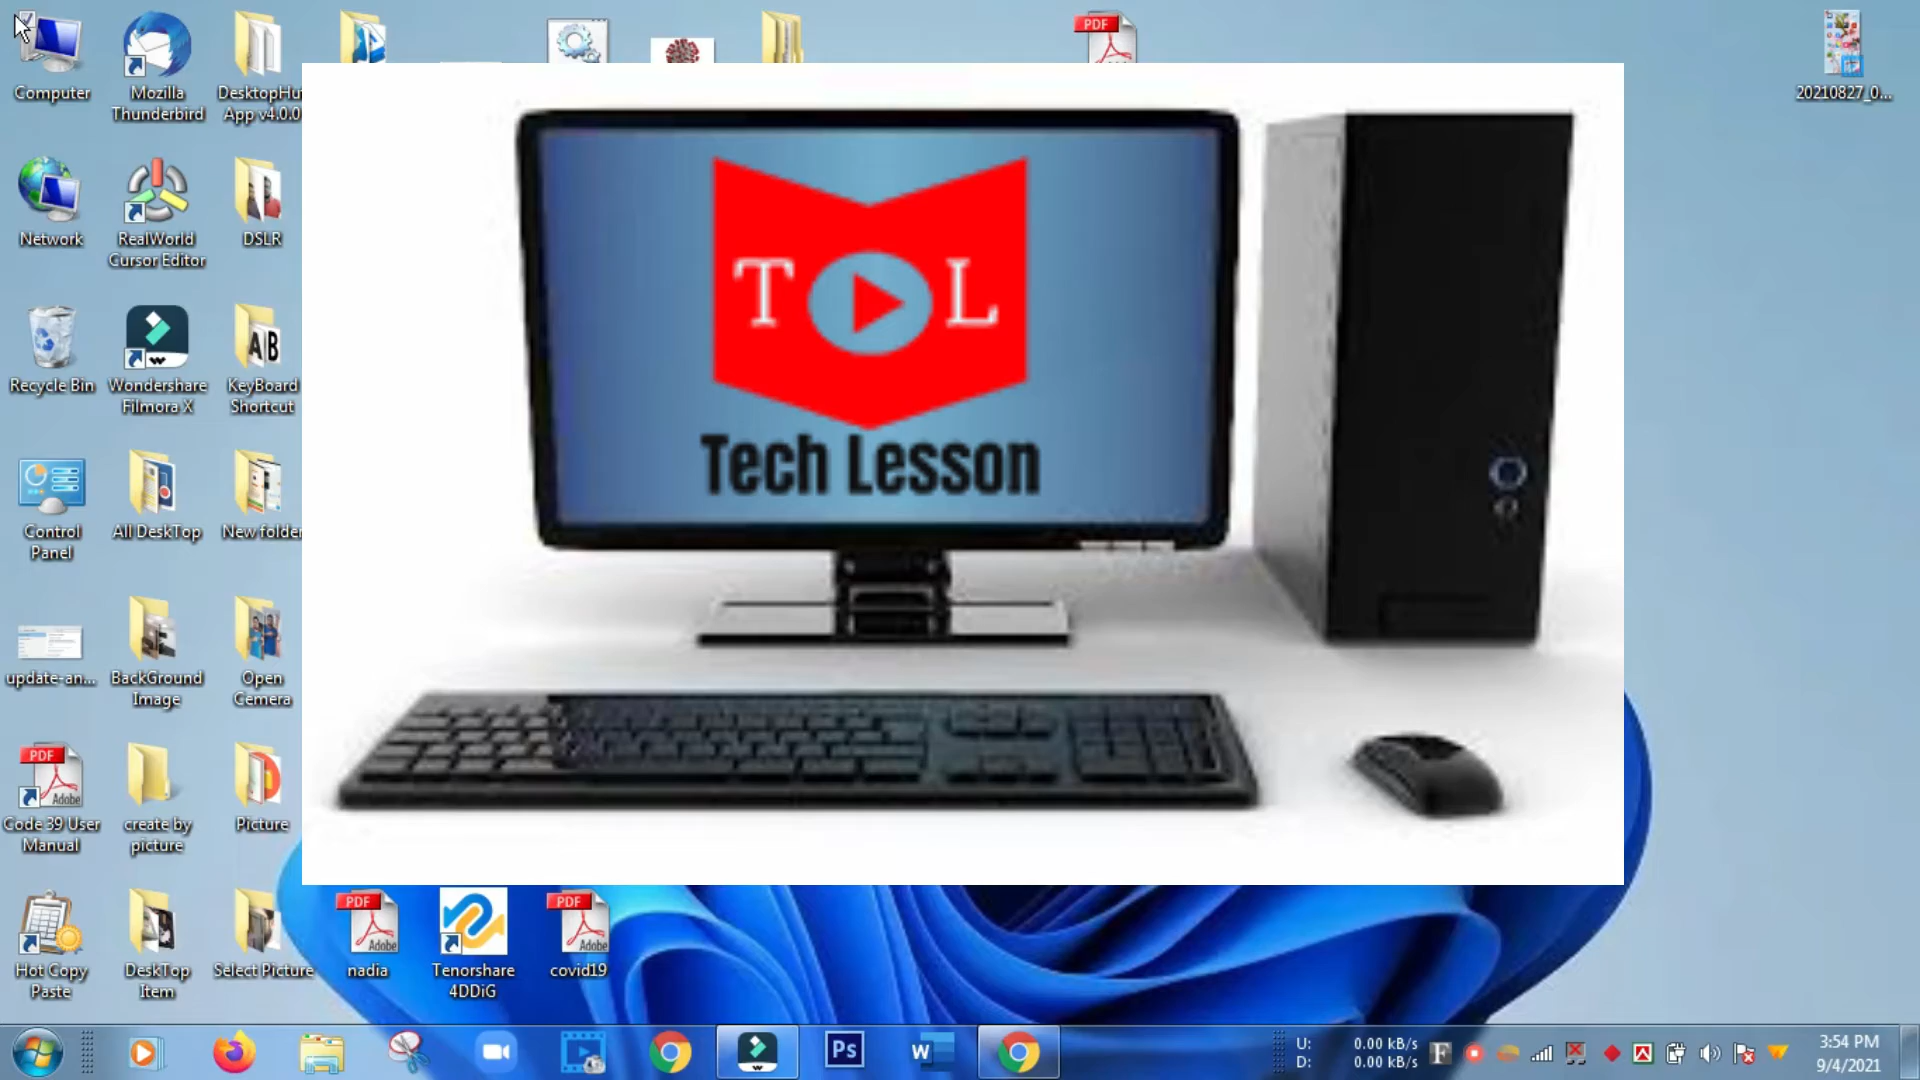 Computer
Mozilla
Thunderbird
DesktopHut
App v4.0.0
PDF
20210827_0...
Network
RealWorld
Cursor Editor
DSLR
T L
Tech Lesson
Recycle Bin
Wondershare
Filmora X
AB
KeyBoard
Shortcut
Control
Panel
All DeskTop
New folder
update-an...
BackGround
Image
Open
Cemera
PDF
Adobe
Code 39 User
Manual
create by
picture
Picture
Hot Copy
Paste
DeskTop
Item
Select Picture
PDF
Adobe
nadia
Tenorshare
4DDiG
PDF
Adobe
covid19
Ps
W
U: 0.00 kB/s
D: 0.00 kB/s
F
3:54 PM
9/4/2021